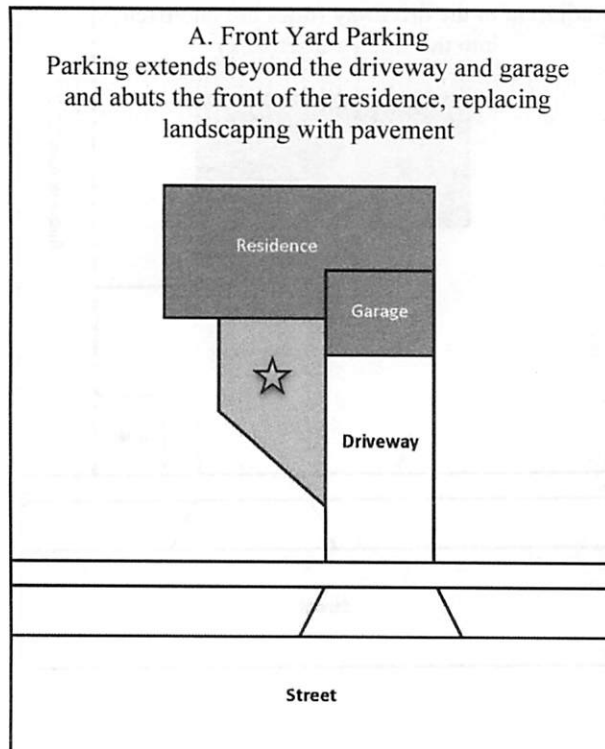 A. Front Yard Parking
Parking extends beyond the driveway and garage
and abuts the front of the residence, replacing
landscaping with pavement
Residence
Garage
Driveway
Street